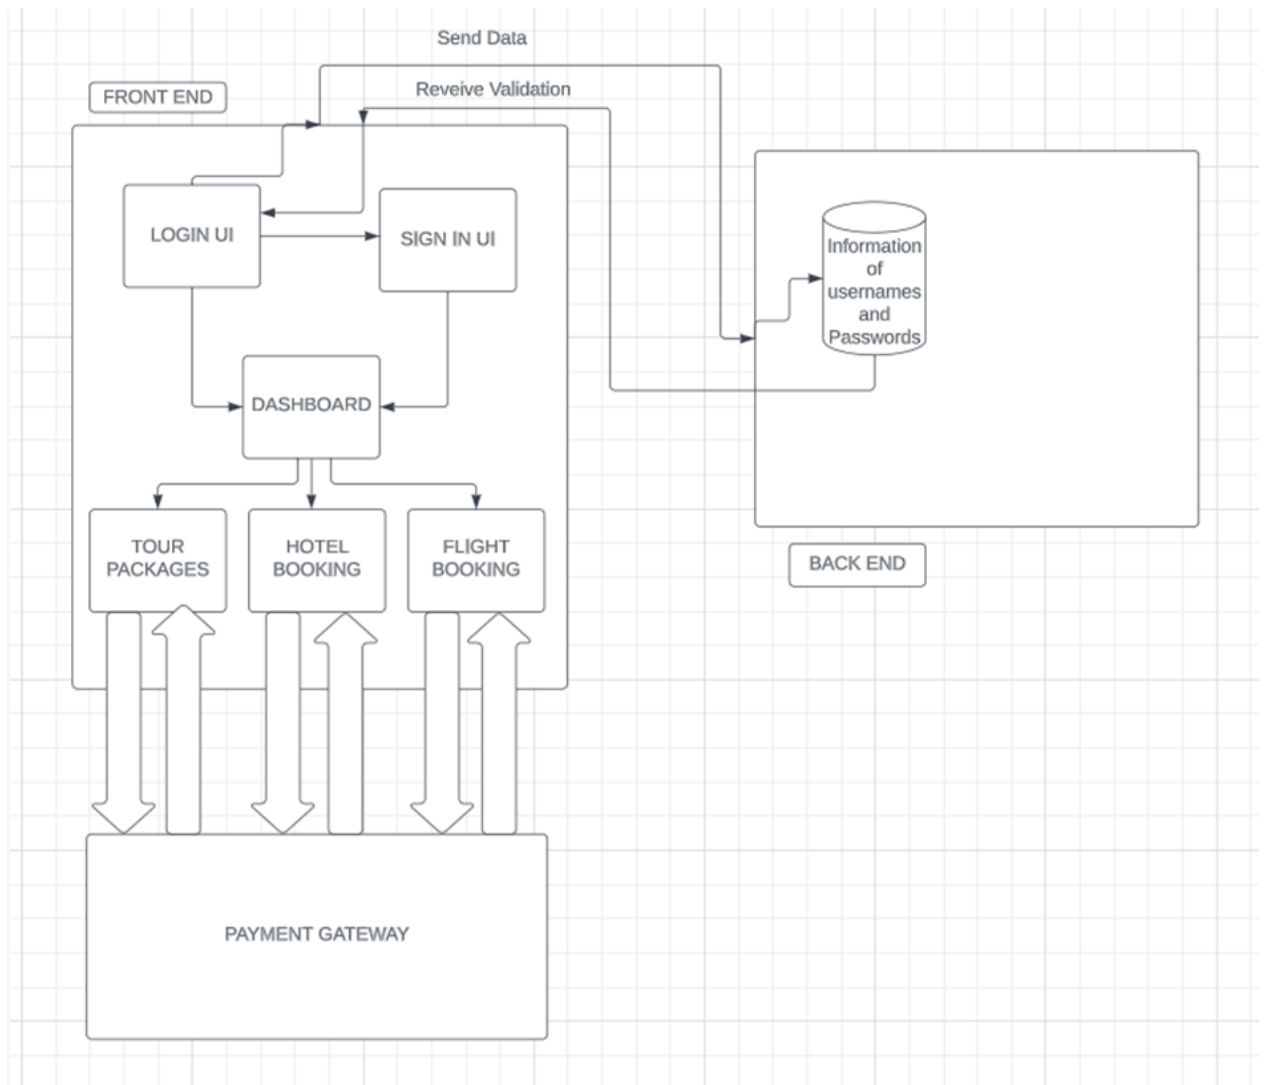 Send Data
Reveive Validation
FRONT END
LOGIN UI
SIGN IN UI
Information
of
usernames
and
Passwords
DASHBOARD
TOUR
PACKAGES
HOTEL
BOOKING
FLIGHT
BOOKING
BACK END
PAYMENT GATEWAY